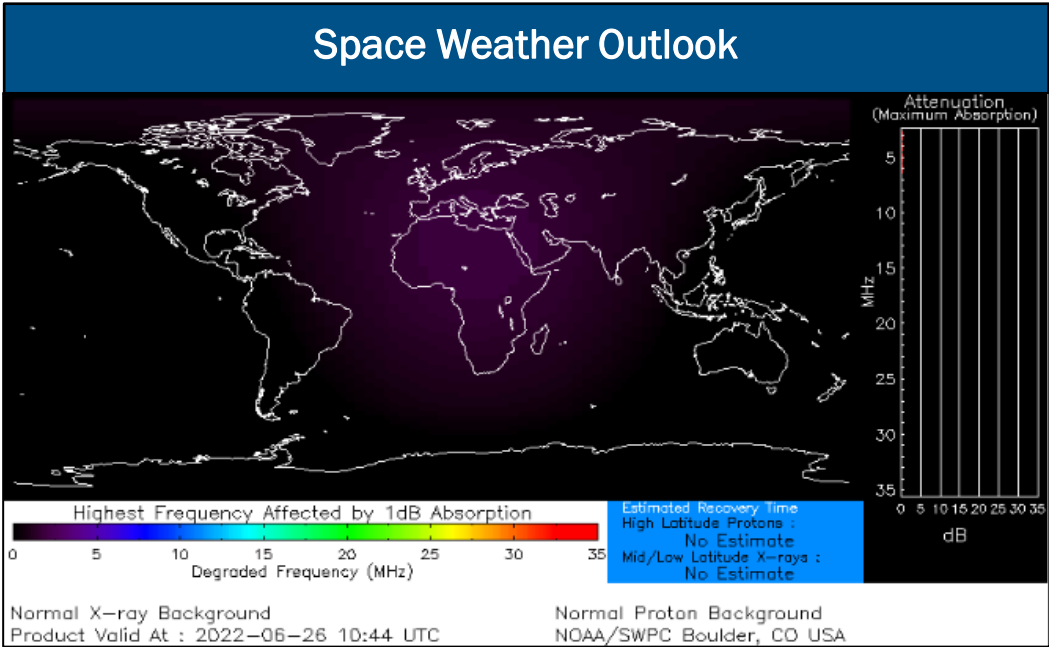 Space Weather Outlook
Attenuation
(Maximum Absorption)
5
10
15
20
25
30
35
MHz
0 5 10 15 20 25 30 35
dB
Highest Frequency Affected by 1dB Absorption
0 5 10 15 20 25 30 35
Degraded Frequency (MHz)
Estimated Recovery Time
High Latitude Protons :
No Estimate
Mid/Low Latitude X-rays :
No Estimate
Normal X-ray Background
Normal Proton Background
Product Valid At : 2022-06-26 10:44 UTC
NOAA/SWPC Boulder, CO USA